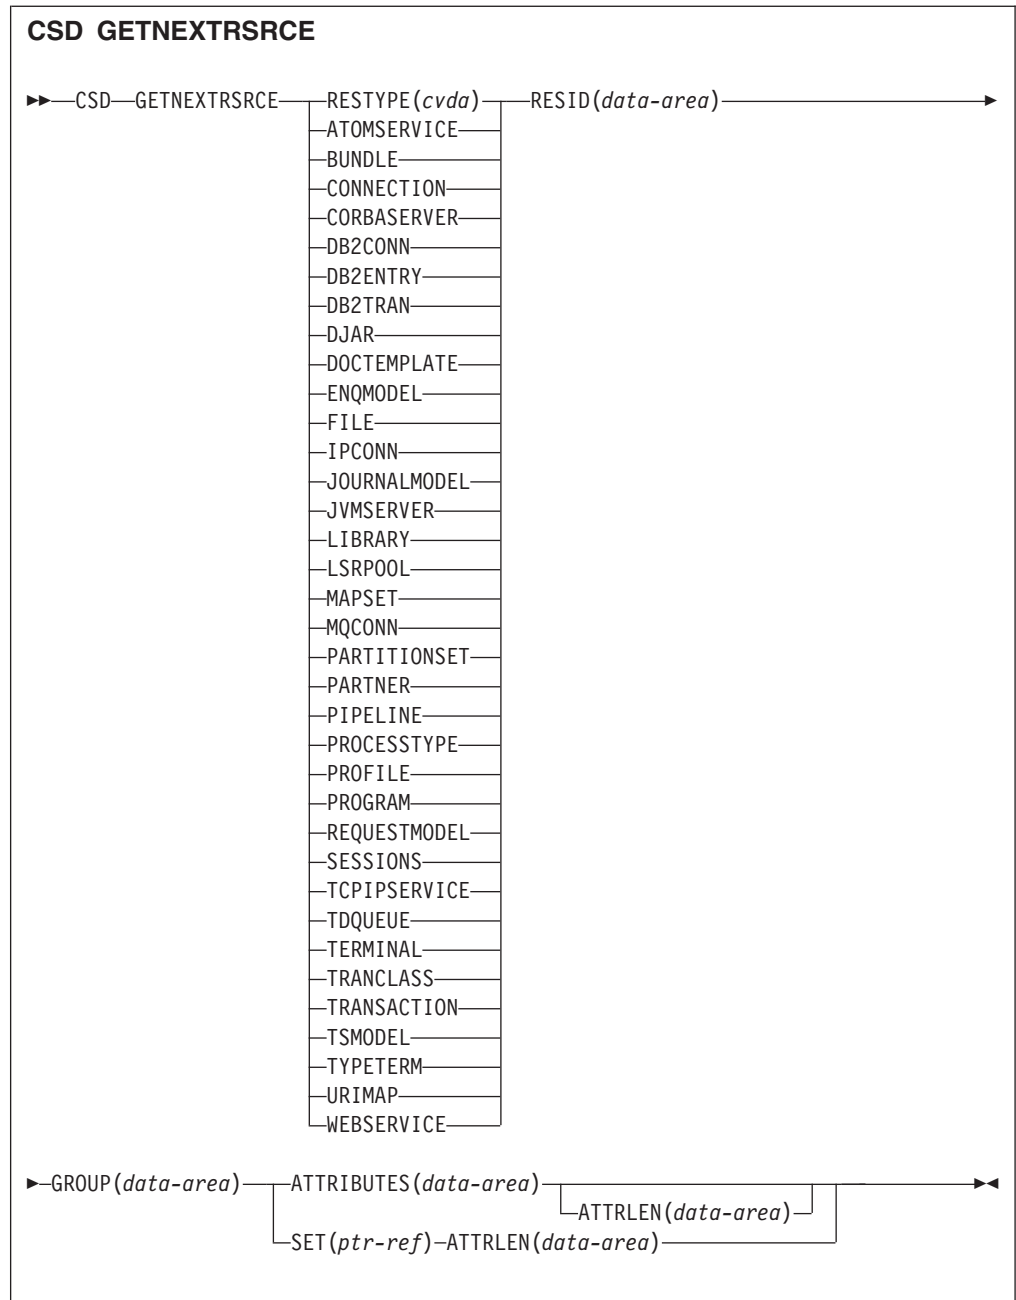 CSD GETNEXTRSRCE
CSD GETNEXTRSRCE RESTYPE(cvda) RESID(data-area)
ATOMSERVICE
BUNDLE
CONNECTION
CORBASERVER
DB2CONN
DB2ENTRY
DB2TRAN
DJAR
DOCTEMPLATE
ENQMODEL
FILE
IPCONN
JOURNALMODEL
JVMSERVER
LIBRARY
LSRPOOL
MAPSET
MQCONN
PARTITIONSET
PARTNER
PIPELINE
PROCESSTYPE
PROFILE
PROGRAM
REQUESTMODEL
SESSIONS
TCPIPSERVICE
TDQUEUE
TERMINAL
TRANCLASS
TRANSACTION
TSMODEL
TYPETERM
URIMAP
WEBSERVICE
GROUP(data-area) ATTRIBUTES(data-area)
ATTRLEN(data-area)
SET(ptr-ref) ATTRLEN(data-area)